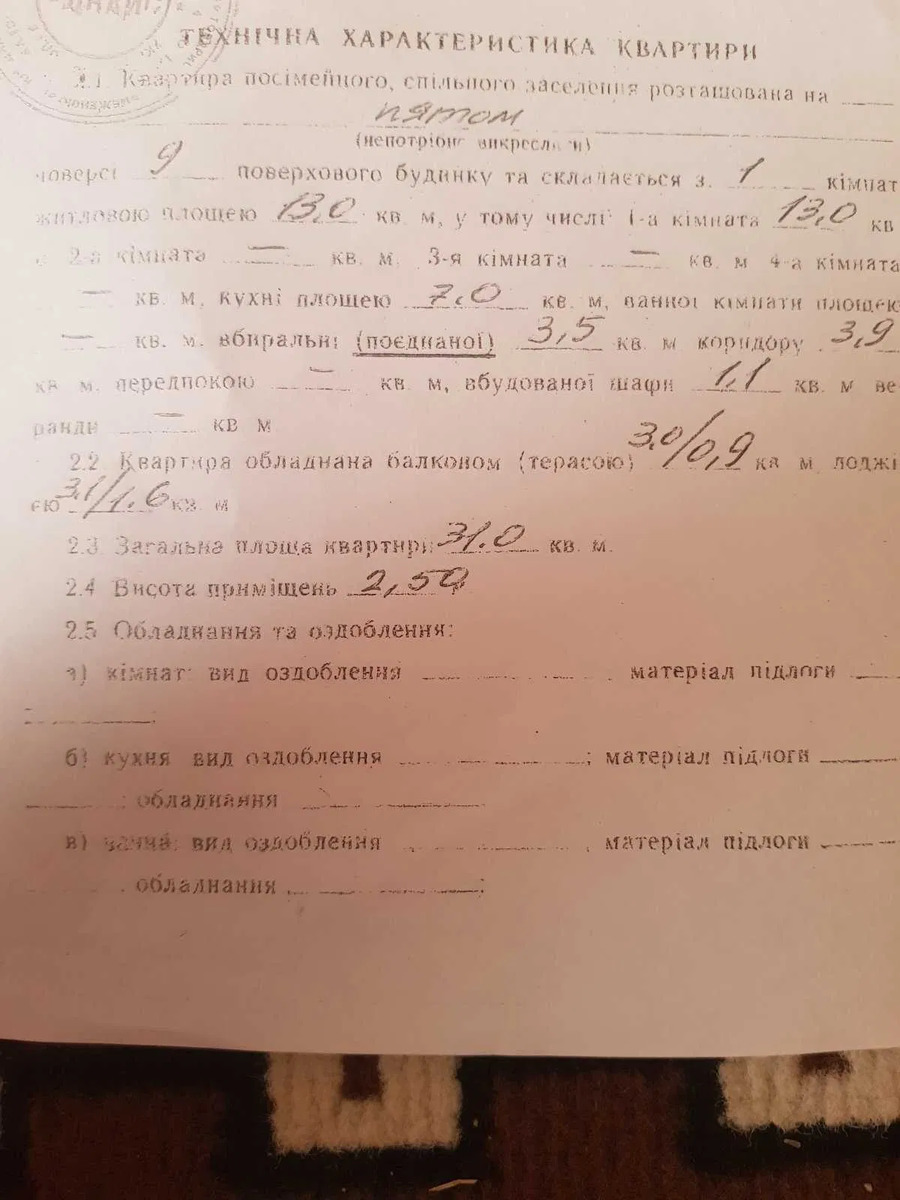 ТЕХНІЧНА ХАРАКТЕРИСТИКА КВАРТИРИ
2.1 Квартира посімейного, спільного заселення розташована на
пятом
(непотрібне викреслити)
поверсі 9 поверхового будинку та складається з. 1 кімнат
житловою площею 13,0 кв. м, у тому числі: 1-а кімната 13,0 кв
2-а кімната — кв. м. 3-я кімната — кв. м 4-а кімната
— кв. м, кухні площею 7.0 кв. м, ванної кімнати площею
— кв. м. вбиральні (поєднаної) 3,5 кв. м коридору 3,9
кв. м. передпокою — кв. м, вбудованої шафи 1,1 кв. м ве-
ранди — кв м
2.2 Квартира обладнана балконом (терасою) 3.0/0,9 кв м, лоджі-
єю 3.1/1.6 кв. м
2.3 Загальна площа квартири 31.0 кв. м.
2.4 Висота приміщень 2,50
2.5 Обладнання та оздоблення:
а) кімнат: вид оздоблення матеріал підлоги
б) кухня вид оздоблення ; матеріал підлоги
; обладнання
в) ванна: вид оздоблення , матеріал підлоги
обладнання ;